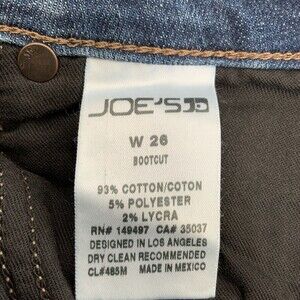 JOE'S
W 26
BOOTCUT
93% COTTON/COTON
5% POLYESTER
2% LYCRA
RN# 149497 CA# 35037
DESIGNED IN LOS ANGELES
DRY CLEAN RECOMMENDED
CL#485M MADE IN MEXICO